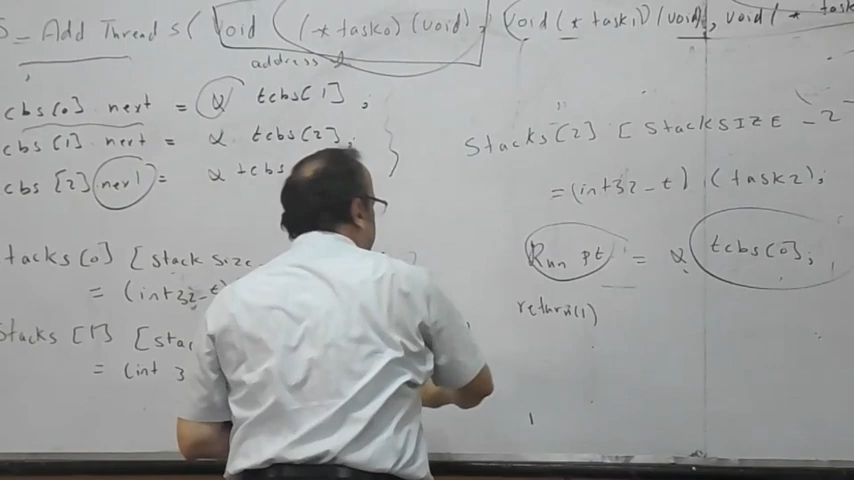 S_Add Threads( void (*task0)(void), (void(*task1)(void), void(* task
address
cbs[0] next = & tcbs[1];
cbs[1] next = & tcbs[2];
cbs[2] next = & tcbs
tacks[0] [stack size
= (int32_t)
tacks [1] [stac
= (int 3
Stacks[2] [STACKSIZE -2
=(int32_t) (task2);
Run pt = & tcbs[0];
return(1)